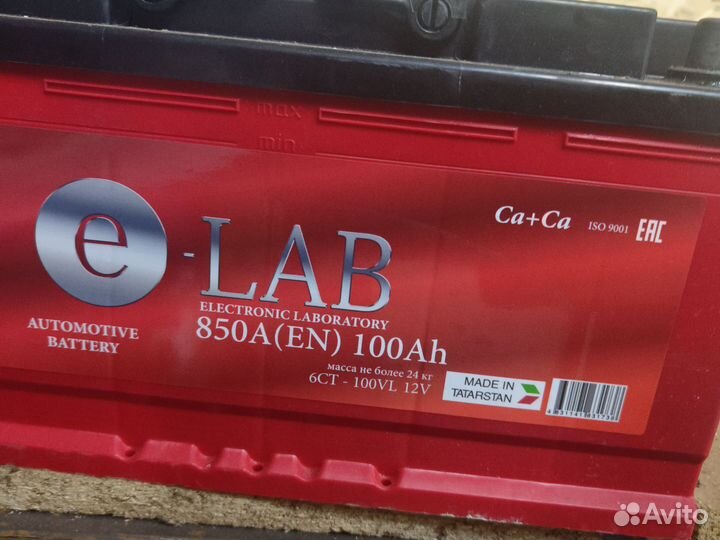 max
min
e-LAB
ELECTRONIC LABORATORY
AUTOMOTIVE
BATTERY
850A(EN) 100Ah
масса не более 24 кг
6СТ - 100VL 12V
Ca+Ca
ISO 9001
EAC
MADE IN
TATARSTAN
Avito